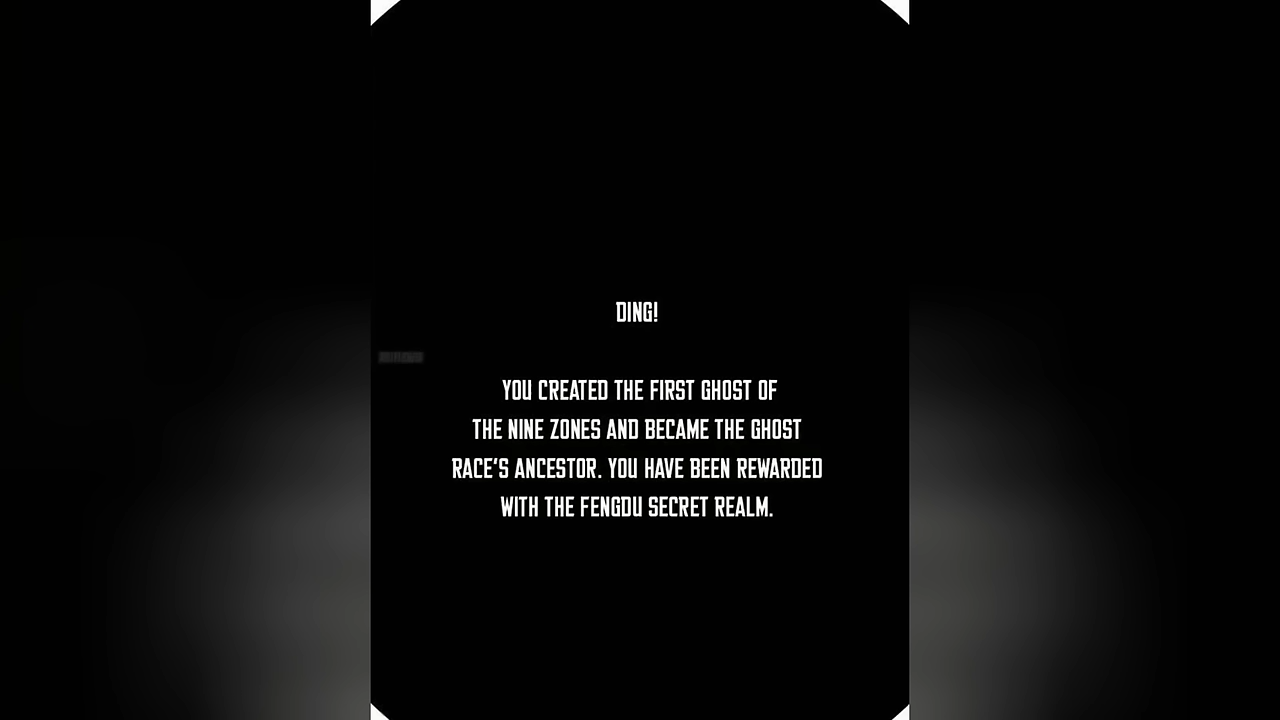 DING!
YOU CREATED THE FIRST GHOST OF
THE NINE ZONES AND BECAME THE GHOST
RACE'S ANCESTOR. YOU HAVE BEEN REWARDED
WITH THE FENGDU SECRET REALM.